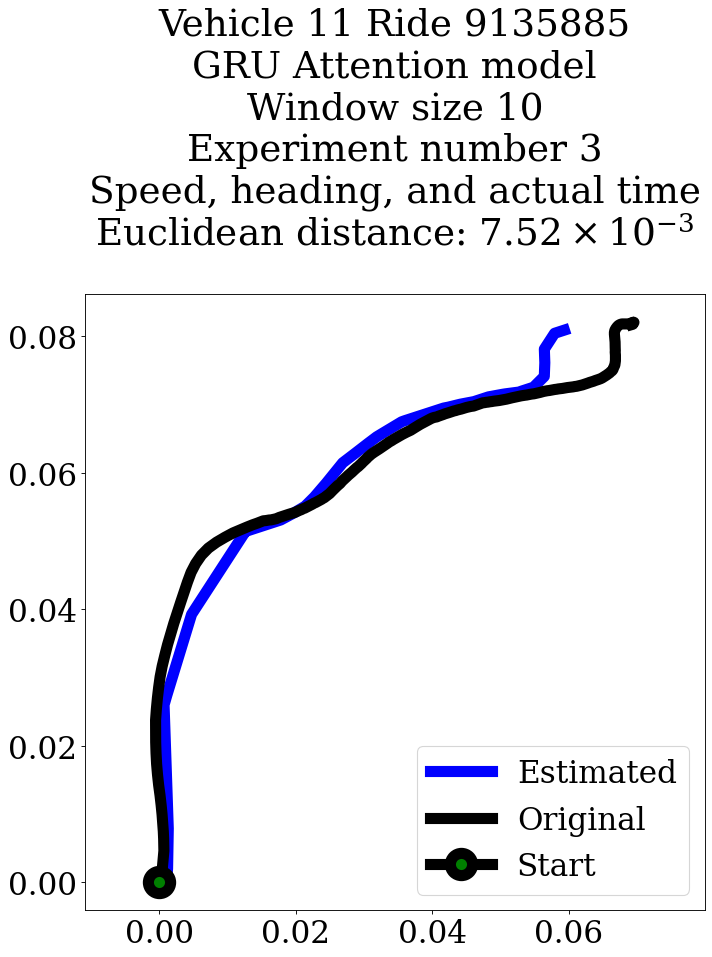 Vehicle 11 Ride 9135885
GRU Attention model
Window size 10
Experiment number 3
Speed, heading, and actual time
Euclidean distance: 7.52 × 10⁻³
0.08
0.06
0.04
0.02
0.00
Estimated
Original
Start
0.00 0.02 0.04 0.06